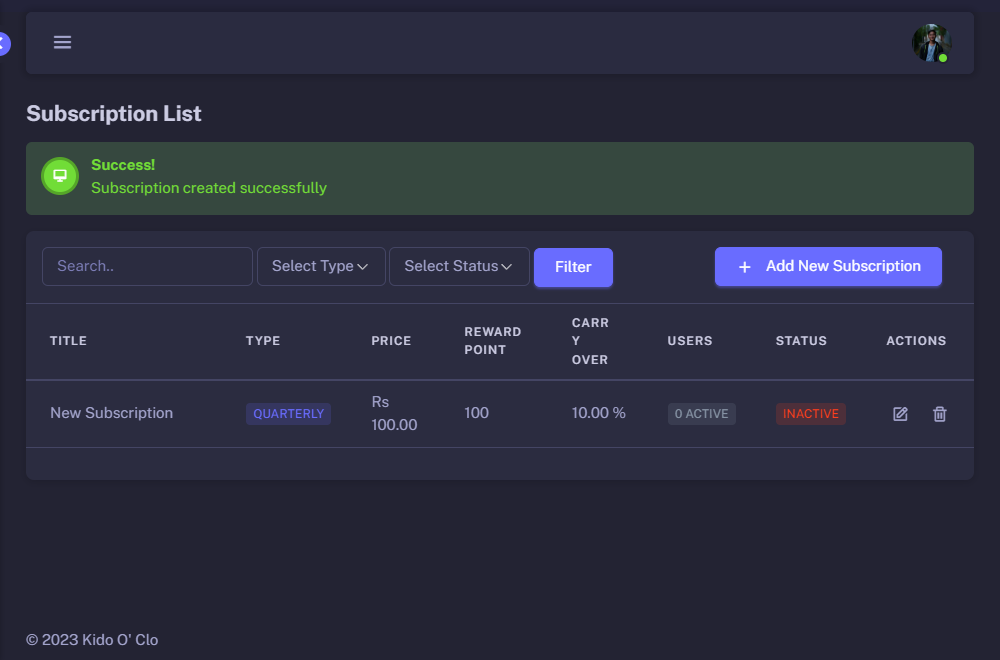 Subscription List
Success!
Subscription created successfully
Search..
Select Type
Select Status
Filter
+ Add New Subscription
TITLE
TYPE
PRICE
REWARD
POINT
CARR
Y
OVER
USERS
STATUS
ACTIONS
New Subscription
QUARTERLY
Rs
100.00
100
10.00 %
0 ACTIVE
INACTIVE
© 2023 Kido O' Clo